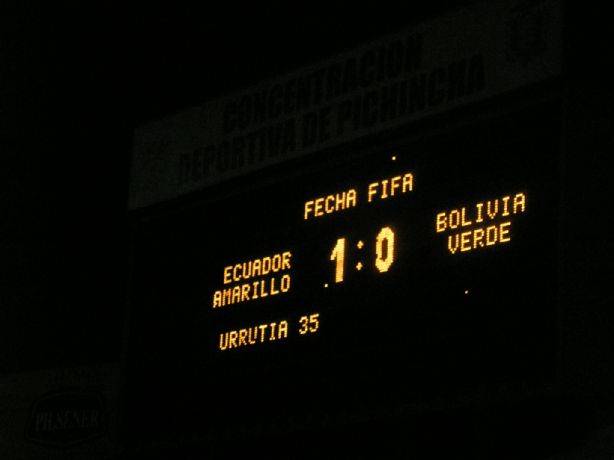 CONCENTRACION
DEPORTIVA DE PICHINCHA
FECHA FIFA
ECUADOR
AMARILLO
1:0
BOLIVIA
VERDE
URRUTIA 35
PILSENER